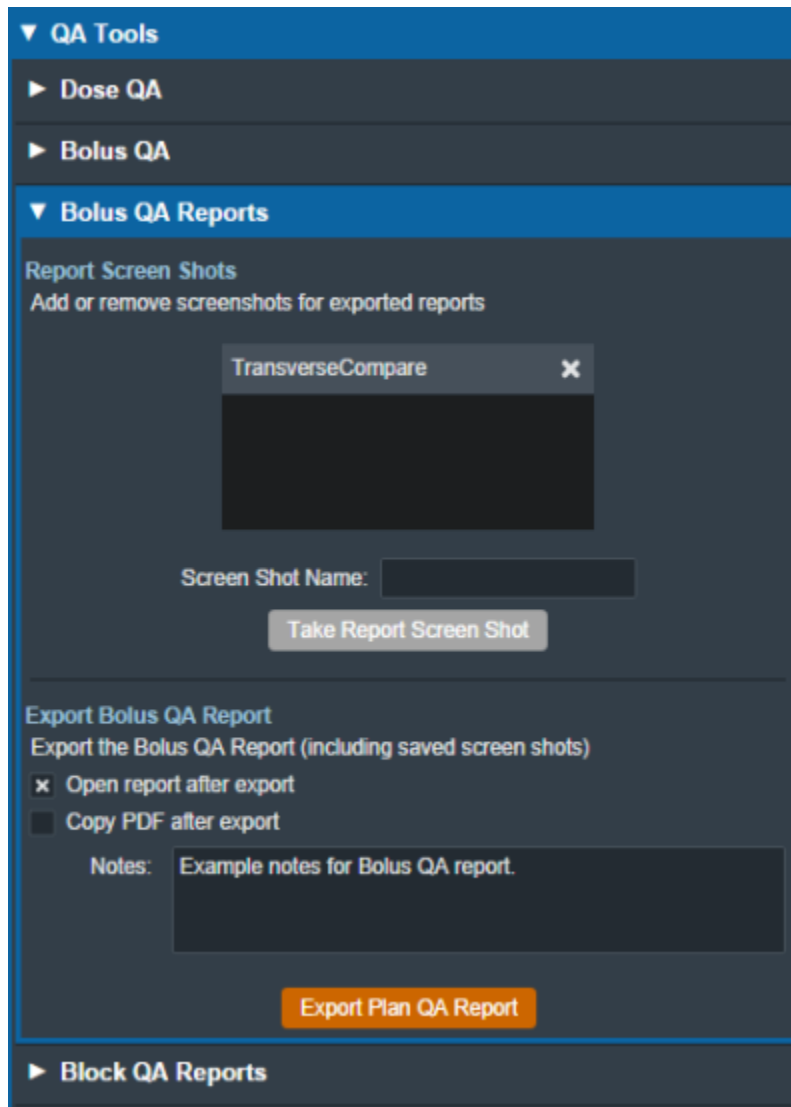 QA Tools
Dose QA
Bolus QA
Bolus QA Reports
Report Screen Shots
Add or remove screenshots for exported reports
TransverseCompare
Screen Shot Name:
Take Report Screen Shot
Export Bolus QA Report
Export the Bolus QA Report (including saved screen shots)
Open report after export
Copy PDF after export
Notes: Example notes for Bolus QA report.
Export Plan QA Report
Block QA Reports